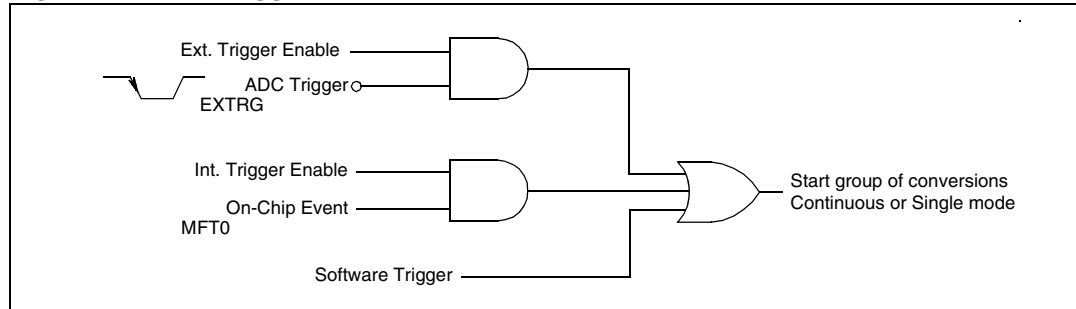 Ext. Trigger Enable
ADC Trigger
EXTRG
Int. Trigger Enable
On-Chip Event
MFT0
Software Trigger
Start group of conversions
Continuous or Single mode